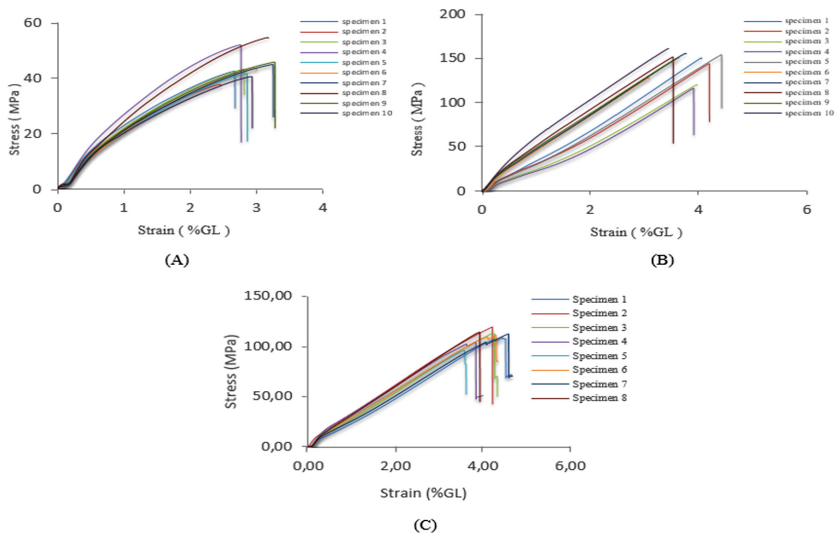 60
40
20
0
0
1
2
3
4
Stress (MPa)
Strain ( %GL )
specimen 1
specimen 2
specimen 3
specimen 4
specimen 5
specimen 6
specimen 7
specimen 8
specimen 9
specimen 10
(A)
200
150
100
50
0
0
2
4
6
Stress ( MPa)
Strain ( %GL )
specimen 1
specimen 2
specimen 3
specimen 4
specimen 5
specimen 6
specimen 7
specimen 8
specimen 9
specimen 10
(B)
150,00
100,00
50,00
0,00
0,00
2,00
4,00
6,00
Stress (MPa)
Strain (%GL)
Specimen 1
Specimen 2
Specimen 3
Specimen 4
Specimen 5
Specimen 6
Specimen 7
Specimen 8
(C)